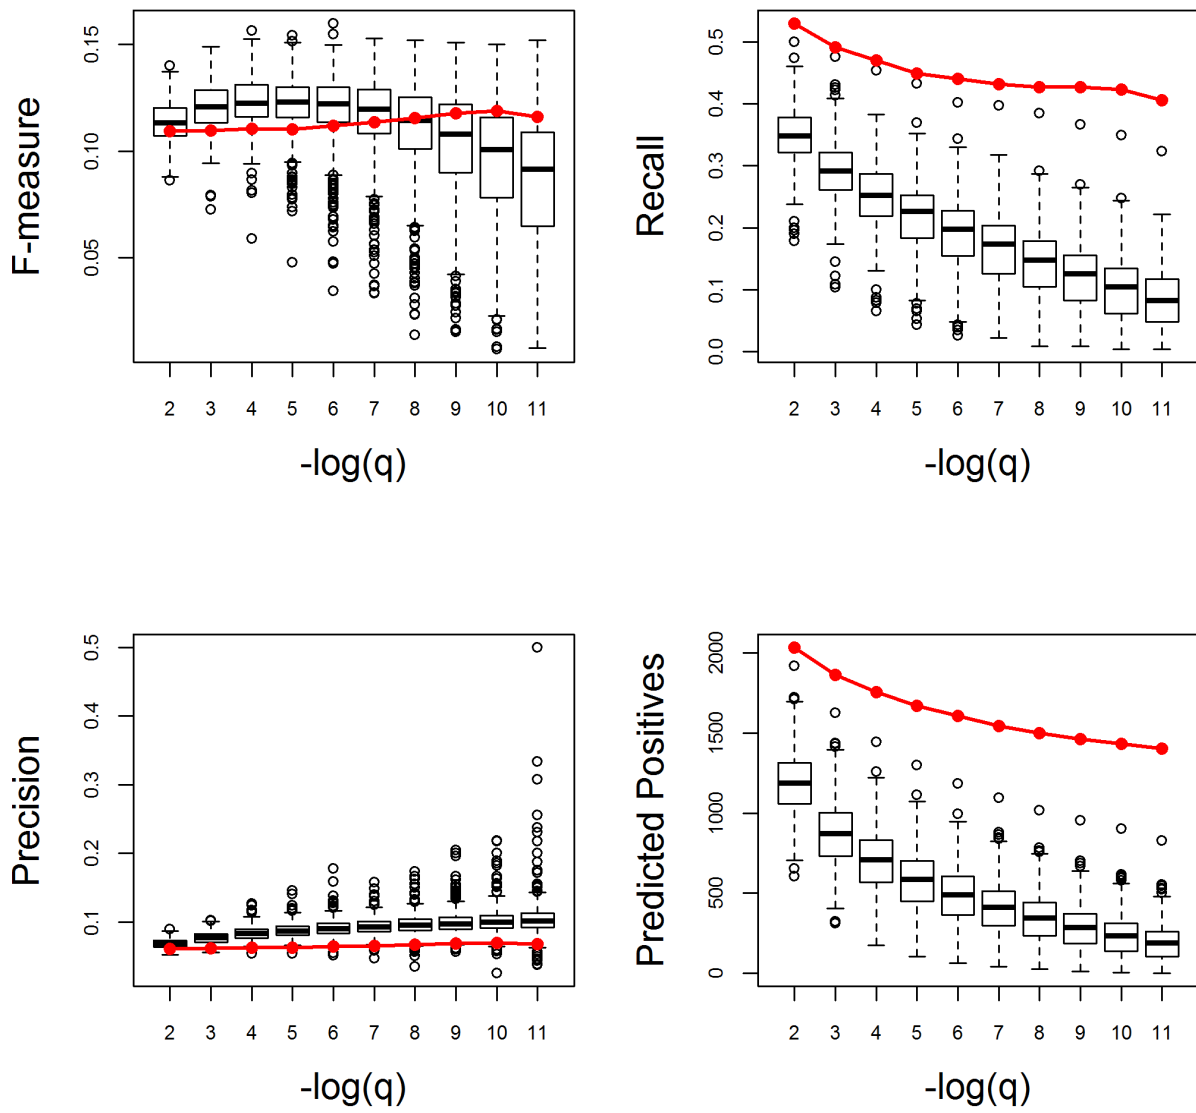 F-measure
0.05 0.10 0.15
2 3 4 5 6 7 8 9 10 11
-log(q)
Recall
0.0 0.1 0.2 0.3 0.4 0.5
2 3 4 5 6 7 8 9 10 11
-log(q)
Precision
0.1 0.2 0.3 0.4 0.5
2 3 4 5 6 7 8 9 10 11
-log(q)
Predicted Positives
0 500 1000 1500 2000
2 3 4 5 6 7 8 9 10 11
-log(q)